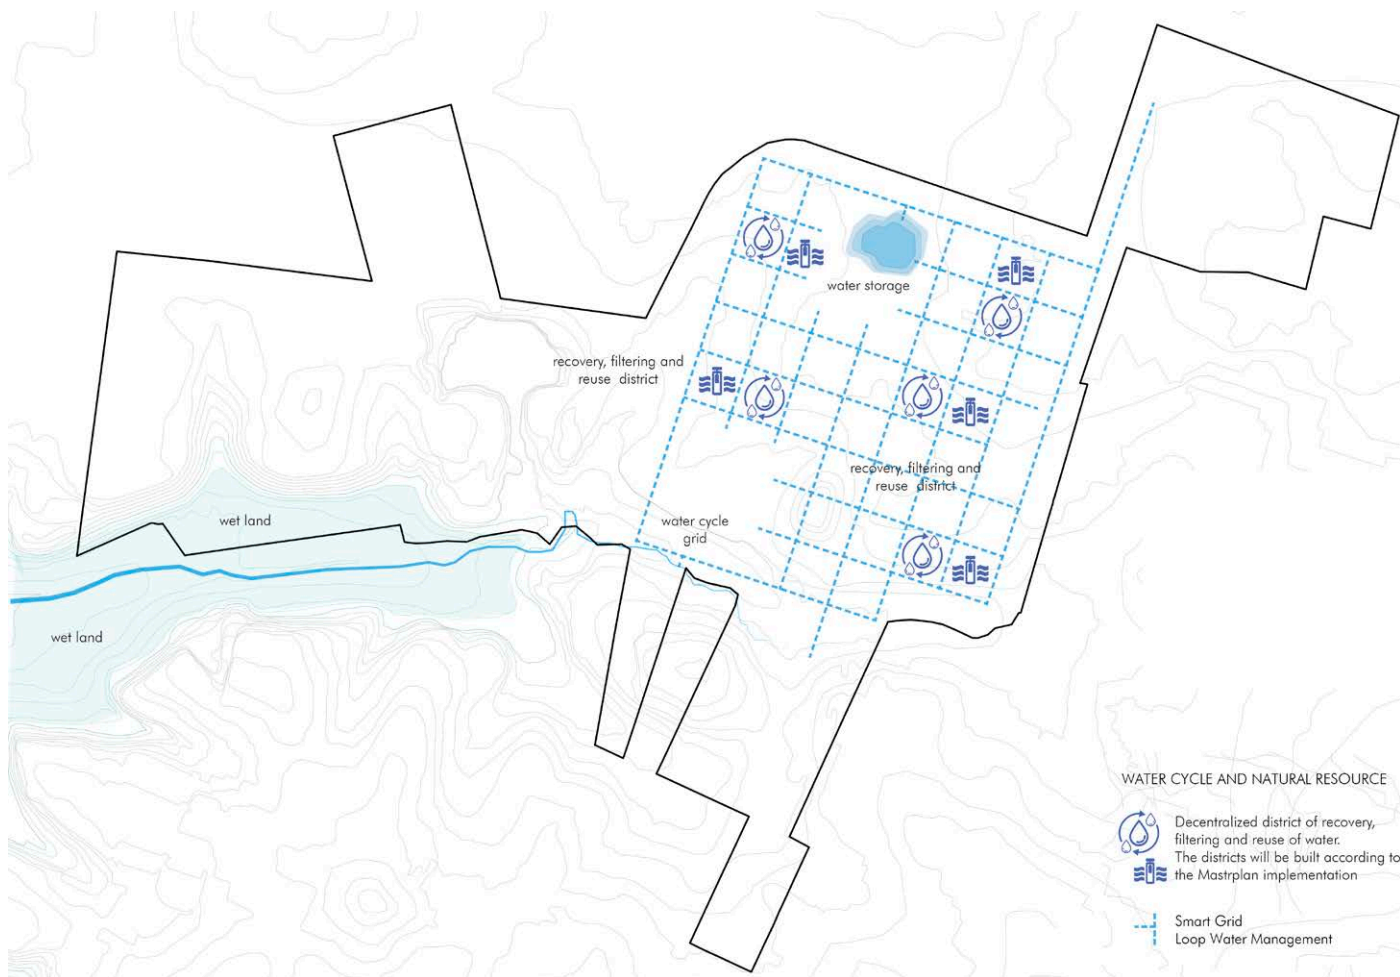 water storage
recovery, filtering and
reuse district
recovery, filtering and
reuse district
water cycle
grid
wet land
wet land
WATER CYCLE AND NATURAL RESOURCE
Decentralized district of recovery,
filtering and reuse of water.
The districts will be built according to
the Mastrplan implementation
Smart Grid
Loop Water Management